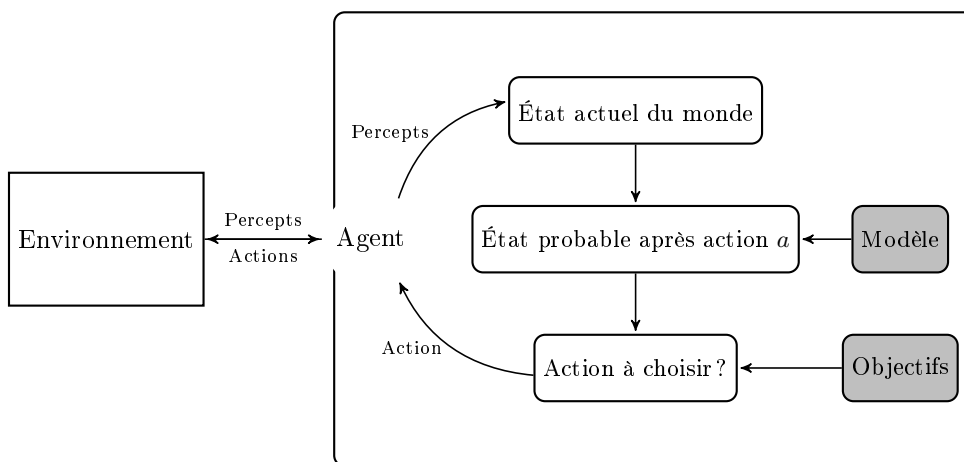 État actuel du monde
Percepts
Percepts
Environnement
Agent
État probable après action a
Modèle
Actions
Action
Action à choisir ?
Objectifs